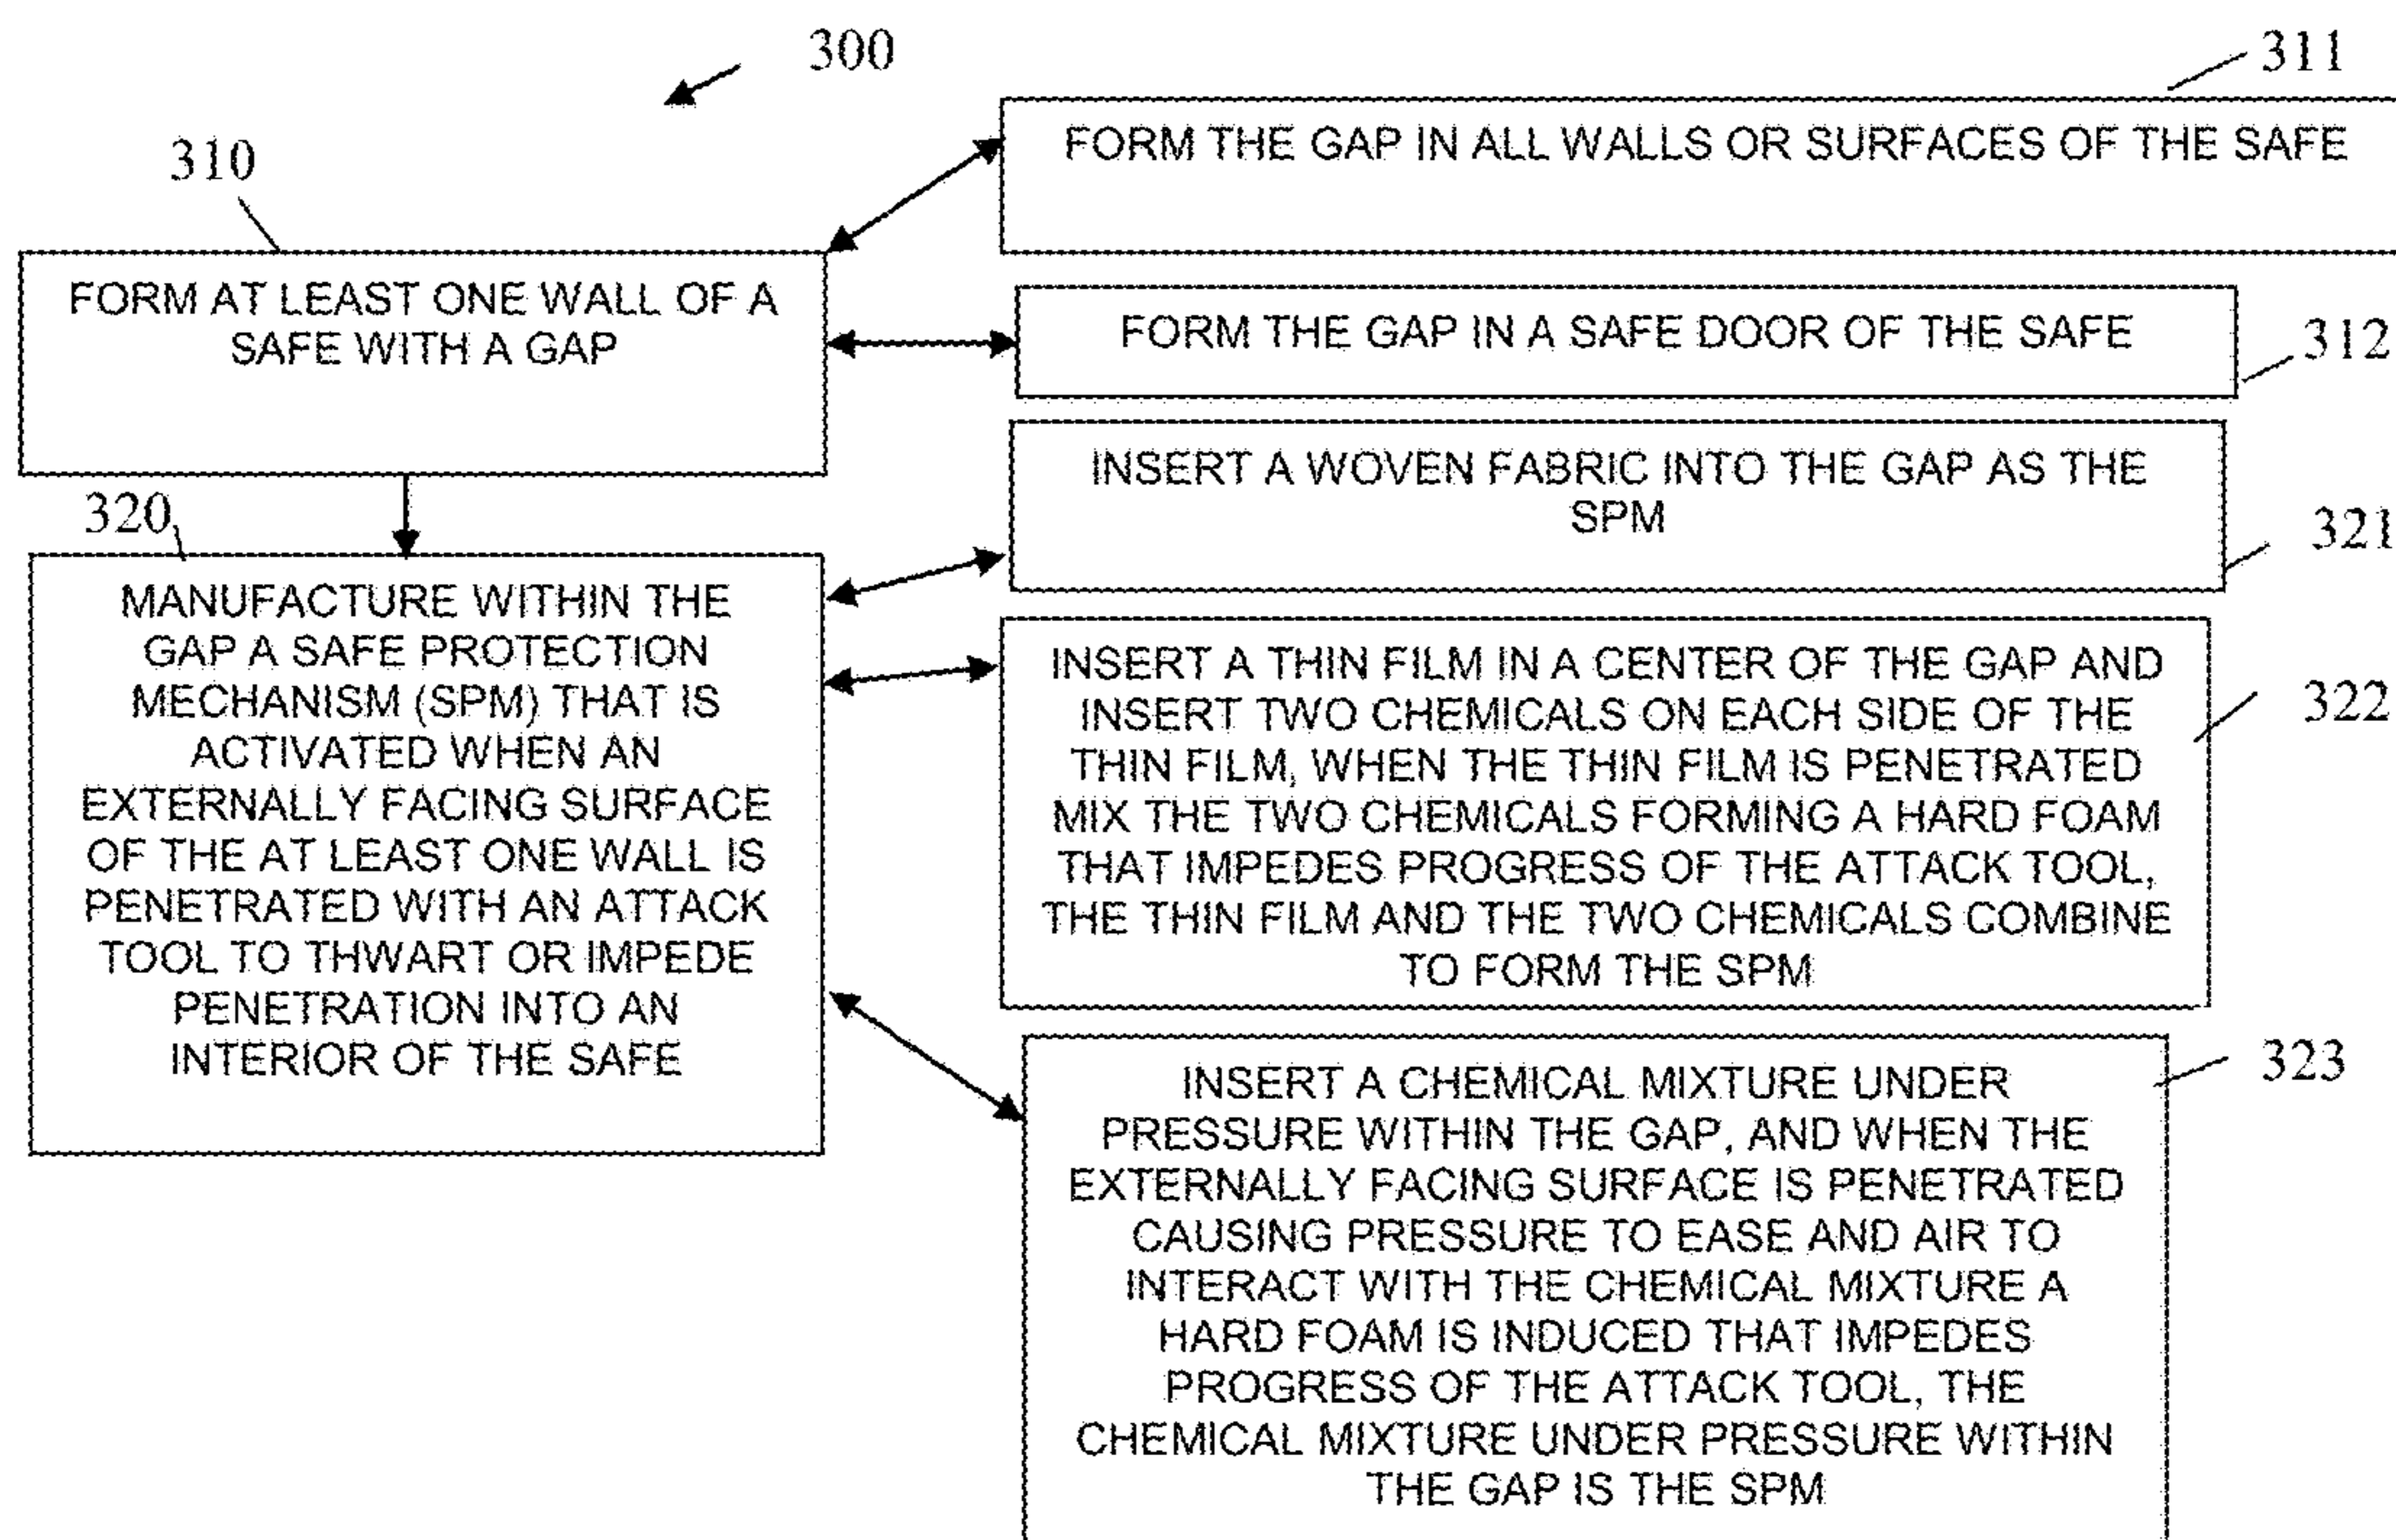 300
311
FORM THE GAP IN ALL WALLS OR SURFACES OF THE SAFE
310
FORM AT LEAST ONE WALL OF A
SAFE WITH A GAP
FORM THE GAP IN A SAFE DOOR OF THE SAFE
312
INSERT A WOVEN FABRIC INTO THE GAP AS THE
SPM
321
320
MANUFACTURE WITHIN THE
GAP A SAFE PROTECTION
MECHANISM (SPM) THAT IS
ACTIVATED WHEN AN
EXTERNALLY FACING SURFACE
OF THE AT LEAST ONE WALL IS
PENETRATED WITH AN ATTACK
TOOL TO THWART OR IMPEDE
PENETRATION INTO AN
INTERIOR OF THE SAFE
INSERT A THIN FILM IN A CENTER OF THE GAP AND
INSERT TWO CHEMICALS ON EACH SIDE OF THE
THIN FILM, WHEN THE THIN FILM IS PENETRATED
MIX THE TWO CHEMICALS FORMING A HARD FOAM
THAT IMPEDES PROGRESS OF THE ATTACK TOOL,
THE THIN FILM AND THE TWO CHEMICALS COMBINE
TO FORM THE SPM
322
323
INSERT A CHEMICAL MIXTURE UNDER
PRESSURE WITHIN THE GAP, AND WHEN THE
EXTERNALLY FACING SURFACE IS PENETRATED
CAUSING PRESSURE TO EASE AND AIR TO
INTERACT WITH THE CHEMICAL MIXTURE A
HARD FOAM IS INDUCED THAT IMPEDES
PROGRESS OF THE ATTACK TOOL, THE
CHEMICAL MIXTURE UNDER PRESSURE WITHIN
THE GAP IS THE SPM